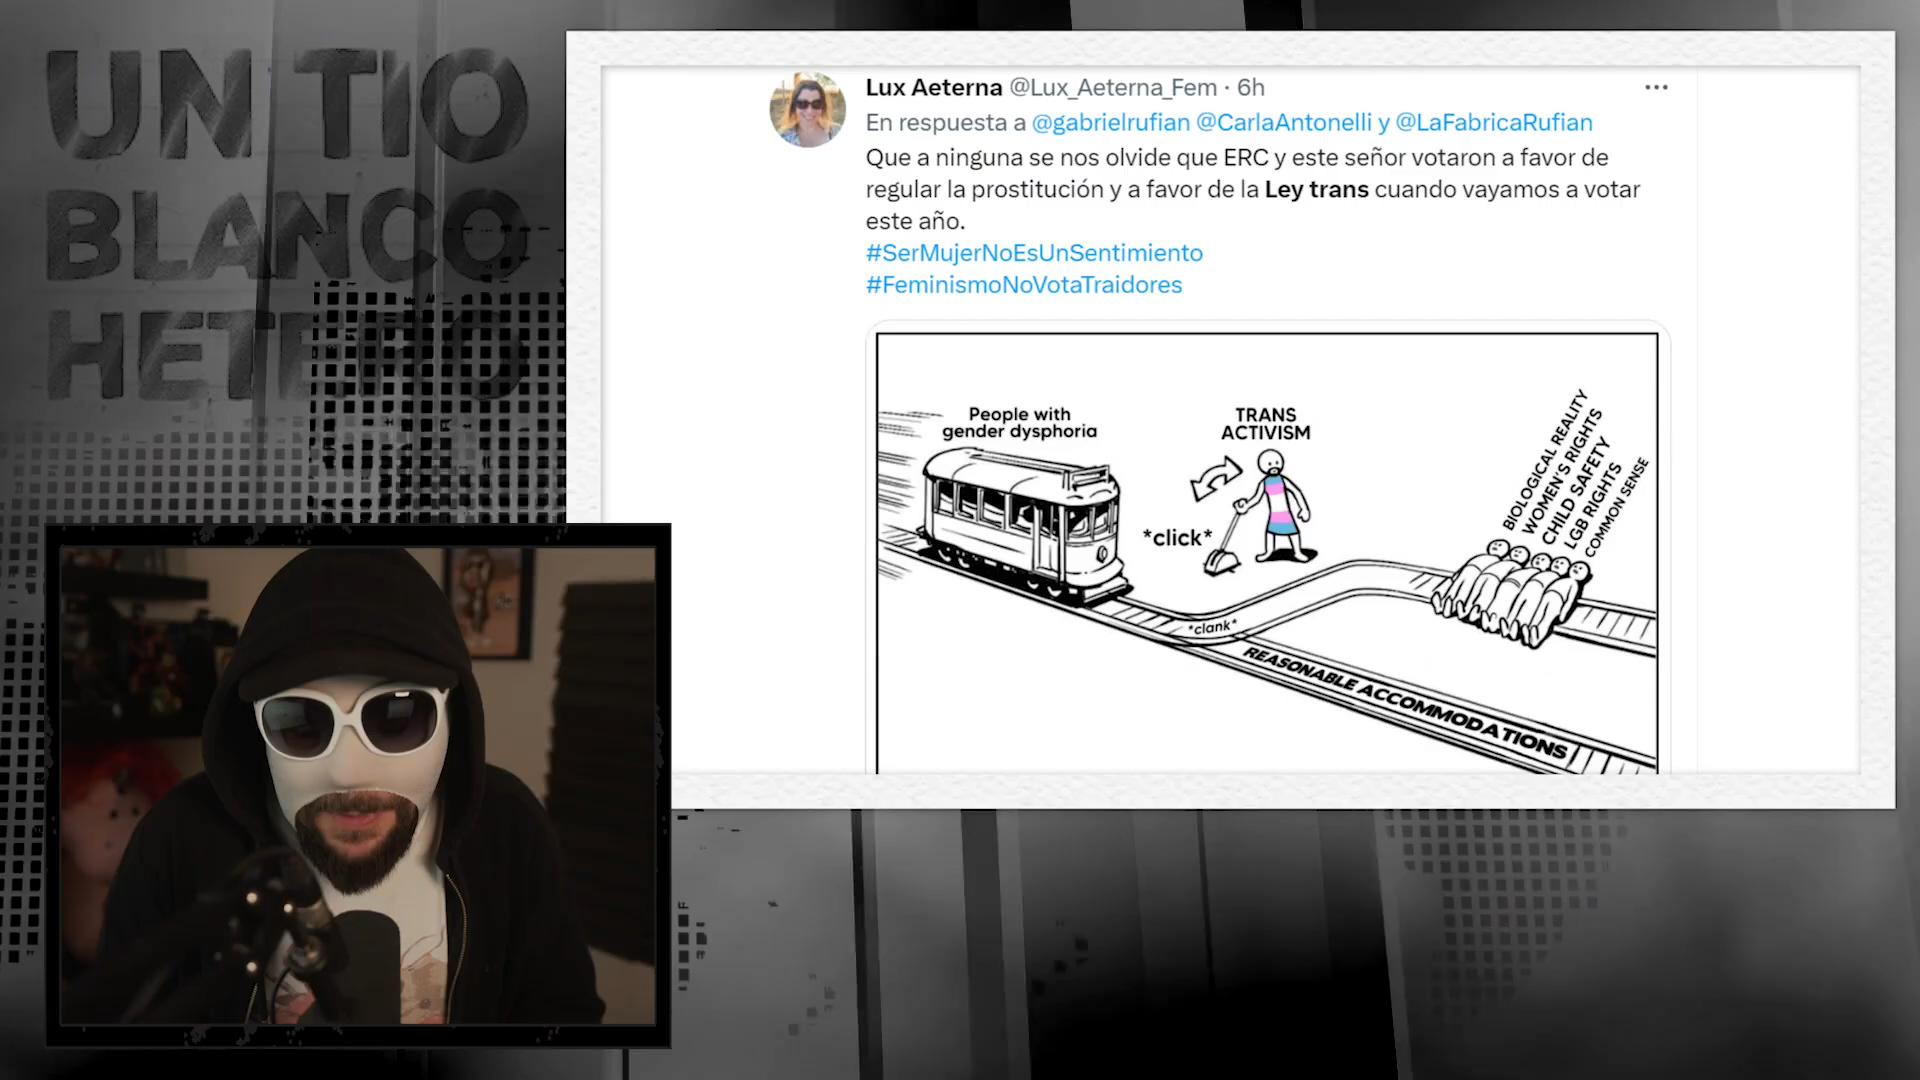 UN TIO
BLANCO
HETERO
Lux Aeterna @Lux_Aeterna_Fem · 6h
En respuesta a @gabrielrufian @CarlaAntonelli y @LaFabricaRufian
Que a ninguna se nos olvide que ERC y este señor votaron a favor de
regular la prostitución y a favor de la Ley trans cuando vayamos a votar
este año.
#SerMujerNoEsUnSentimiento
#FeminismoNoVotaTraidores
People with
gender dysphoria
TRANS
ACTIVISM
*click*
*clank*
BIOLOGICAL REALITY
WOMEN'S RIGHTS
CHILD SAFETY
LGB RIGHTS
COMMON SENSE
REASONABLE ACCOMMODATIONS